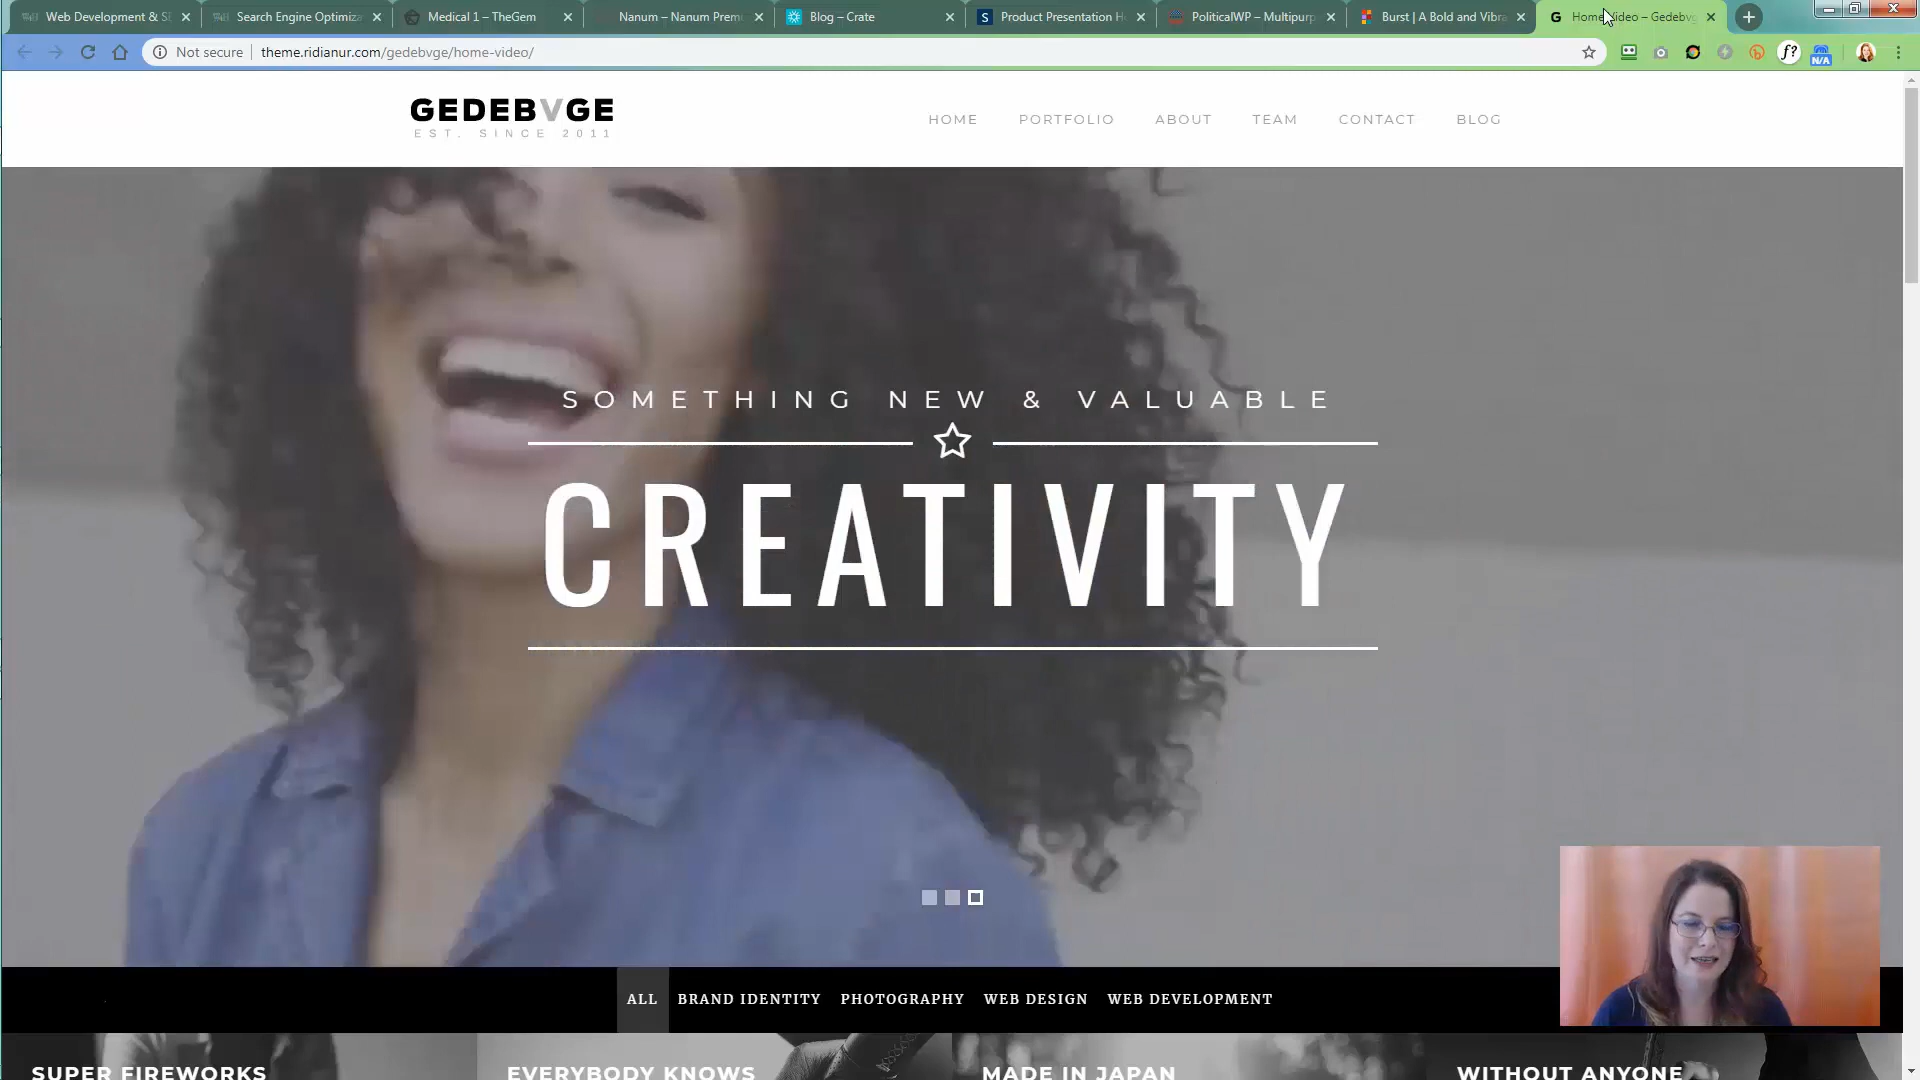 Web Development & S
Search Engine Optimiza
Medical 1 – TheGem
Nanum – Nanum Prem
Blog – Crate
Product Presentation H
PoliticalWP – Multipurp
Burst | A Bold and Vibra
Home Video – Gedebvg
Not secure
theme.ridianur.com/gedebvge/home-video/
f?
N/A
GEDEBVGE
EST. SINCE 2011
HOME
PORTFOLIO
ABOUT
TEAM
CONTACT
BLOG
SOMETHING NEW & VALUABLE
CREATIVITY
ALL
BRAND IDENTITY
PHOTOGRAPHY
WEB DESIGN
WEB DEVELOPMENT
SUPER FIREWORKS
EVERYBODY KNOWS
MADE IN JAPAN
WITHOUT ANYONE